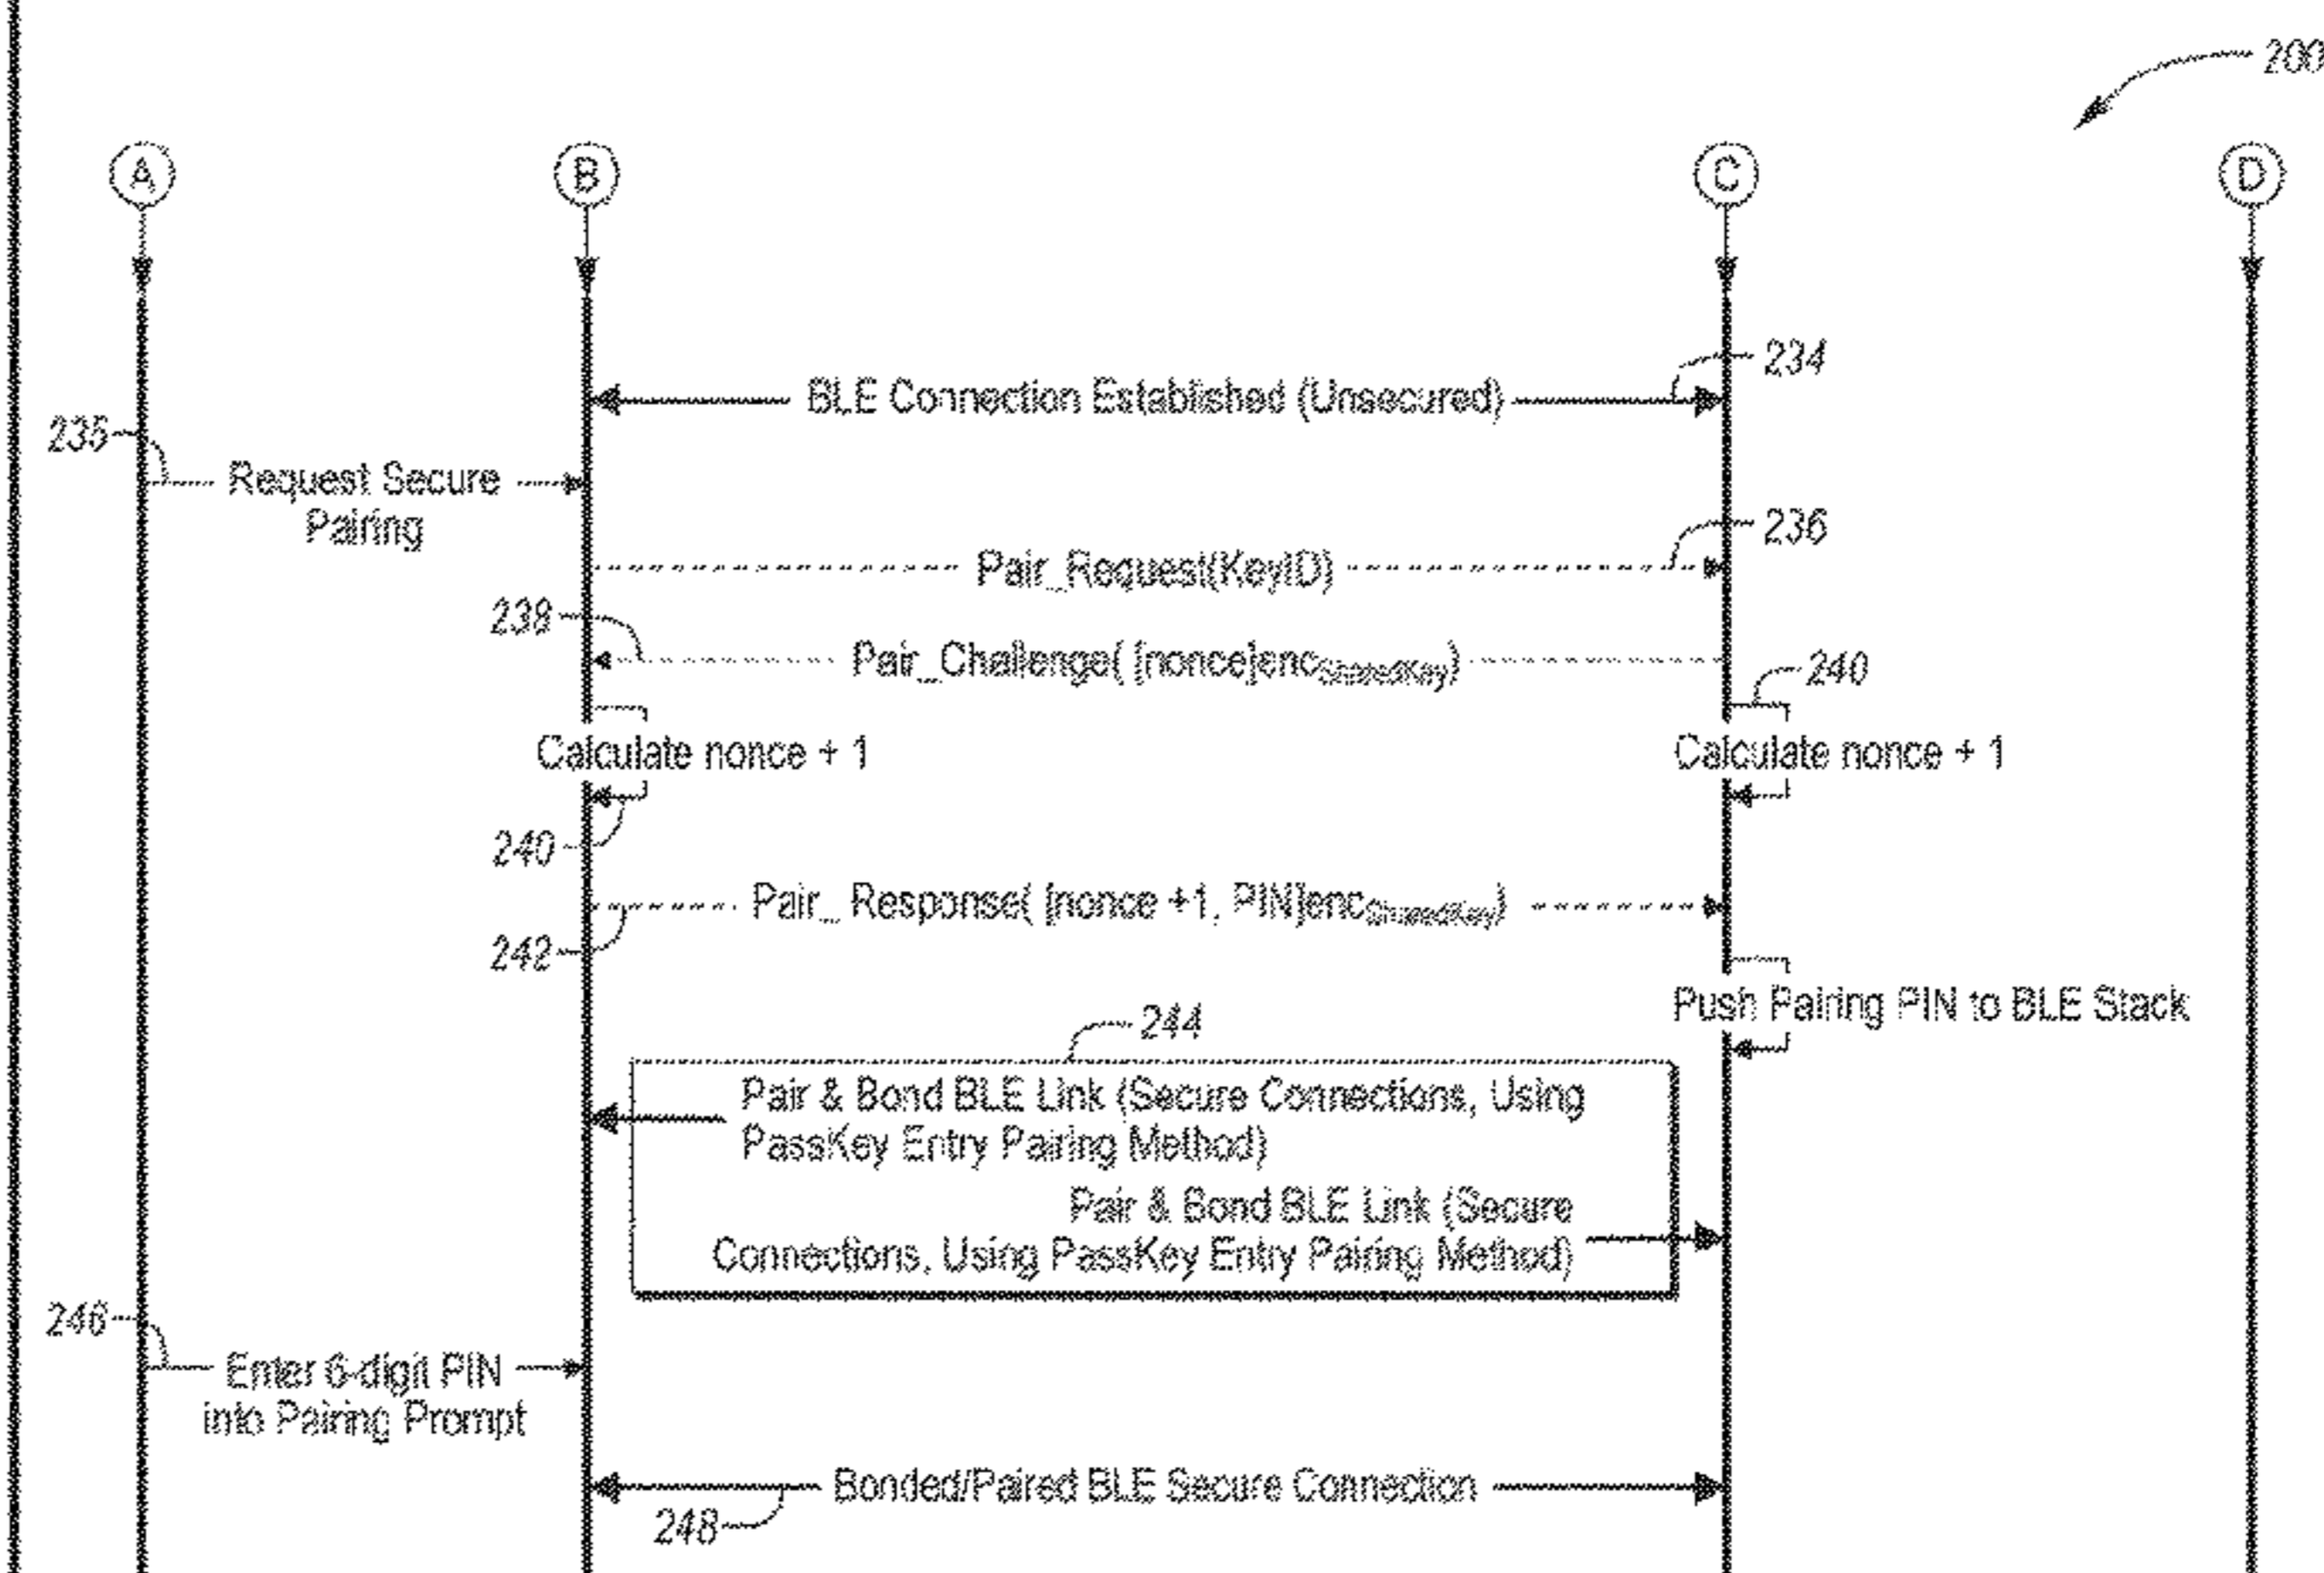 200
A B C D
BLE Connection Established (Unsecured)
234
235
Request Secure
Pairing
236
Pair_Request(KeyID)
238
Pair_Challenge( [nonce]encSharedKey)
240
Calculate nonce + 1
Calculate nonce + 1
240
Pair_ Response( [nonce +1, PIN]encSharedKey)
242
Push Pairing PIN to BLE Stack
244
Pair & Bond BLE Link (Secure Connections, Using
PassKey Entry Pairing Method)
Pair & Bond BLE Link (Secure
Connections, Using PassKey Entry Pairing Method)
246
Enter 6-digit PIN
into Pairing Prompt
Bonded/Paired BLE Secure Connection
248